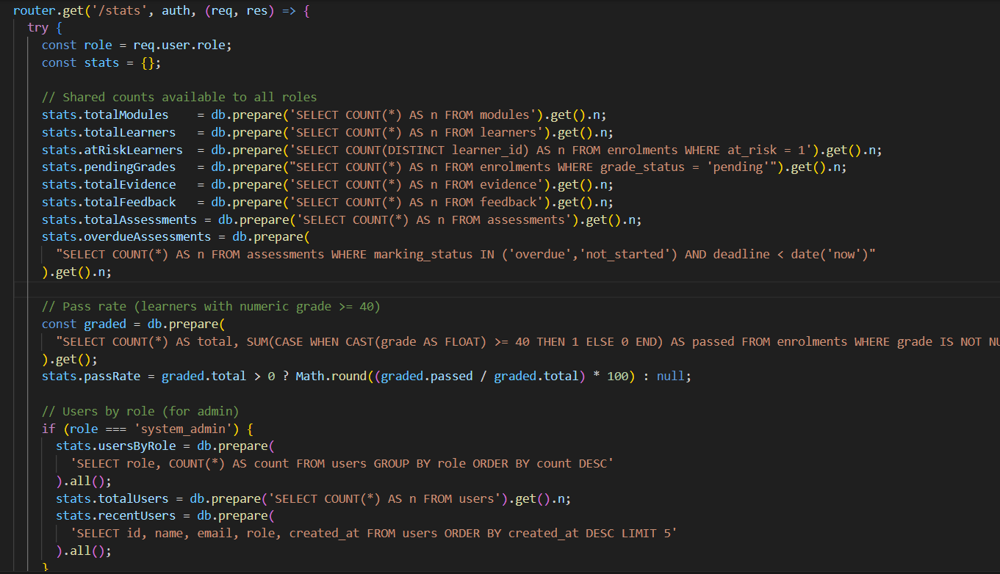 router.get('/stats', auth, (req, res) => {
  try {
    const role = req.user.role;
    const stats = {};

    // Shared counts available to all roles
    stats.totalModules    = db.prepare('SELECT COUNT(*) AS n FROM modules').get().n;
    stats.totalLearners   = db.prepare('SELECT COUNT(*) AS n FROM learners').get().n;
    stats.atRiskLearners  = db.prepare('SELECT COUNT(DISTINCT learner_id) AS n FROM enrolments WHERE at_risk = 1').get().n;
    stats.pendingGrades   = db.prepare("SELECT COUNT(*) AS n FROM enrolments WHERE grade_status = 'pending'").get().n;
    stats.totalEvidence   = db.prepare('SELECT COUNT(*) AS n FROM evidence').get().n;
    stats.totalFeedback   = db.prepare('SELECT COUNT(*) AS n FROM feedback').get().n;
    stats.totalAssessments = db.prepare('SELECT COUNT(*) AS n FROM assessments').get().n;
    stats.overdueAssessments = db.prepare(
      "SELECT COUNT(*) AS n FROM assessments WHERE marking_status IN ('overdue','not_started') AND deadline < date('now')"
    ).get().n;

    // Pass rate (learners with numeric grade >= 40)
    const graded = db.prepare(
      "SELECT COUNT(*) AS total, SUM(CASE WHEN CAST(grade AS FLOAT) >= 40 THEN 1 ELSE 0 END) AS passed FROM enrolments WHERE grade IS NOT NU
    ).get();
    stats.passRate = graded.total > 0 ? Math.round((graded.passed / graded.total) * 100) : null;

    // Users by role (for admin)
    if (role === 'system_admin') {
      stats.usersByRole = db.prepare(
        'SELECT role, COUNT(*) AS count FROM users GROUP BY role ORDER BY count DESC'
      ).all();
      stats.totalUsers = db.prepare('SELECT COUNT(*) AS n FROM users').get().n;
      stats.recentUsers = db.prepare(
        'SELECT id, name, email, role, created_at FROM users ORDER BY created_at DESC LIMIT 5'
      ).all();
    }